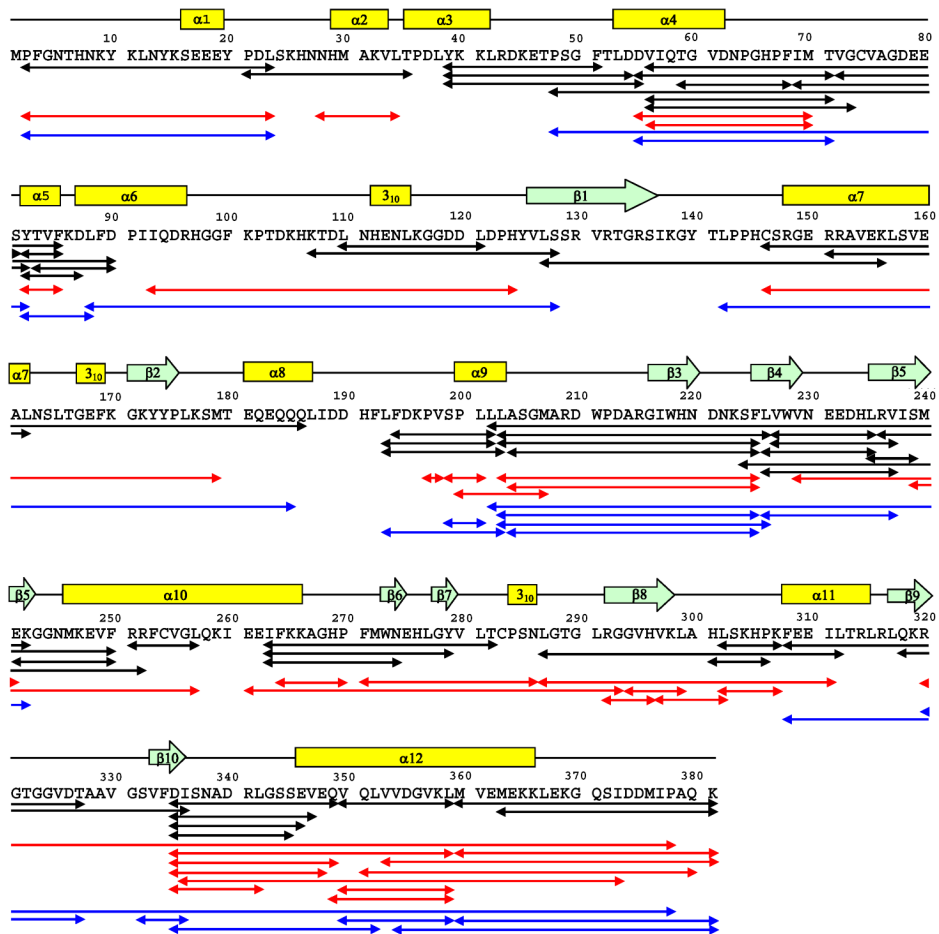 α1 α2 α3 α4
10 20 30 40 50 60 70 80
MPFGNTHNKY KLNYKSEEEY PDLSKHNNHM AKVLTPDLYK KLRDKETPSG FTLDDVIQTG VDNPGHPFIM TVGCVAGDEE
α5 α6 3₁₀ β1 α7
90 100 110 120 130 140 150 160
SYTVFKDLFD PIIQDRHGGF KPTDKHKTDL NHENLKGGDD LDPHYVLSSR VRTGRSIKGY TLPPHCSRGE RRAVEKLSVE
α7 3₁₀ β2 α8 α9 β3 β4 β5
170 180 190 200 210 220 230 240
ALNSLTGEFK GKYYPLKSMT EQEQQQLIDD HFLFDKPVSP LLLASGMARD WPDARGIWHN DNKSFLVWVN EEDHLRVISM
β5 α10 β6 β7 3₁₀ β8 α11 β9
250 260 270 280 290 300 310 320
EKGGNMKEVF RRFCVGLQKI EEIFKKAGHP FMWNEHLGYV LTCPSNLGTG LRGGVHVKLA HLSKHPKFEE ILTRLRLQKR
β10 α12
330 340 350 360 370 382
GTGGVDTAAV GSVFDISNAD RLGSSEVEQV QLVVDGVKLM VEMEKKLEKG QSIDDMIPAQ K